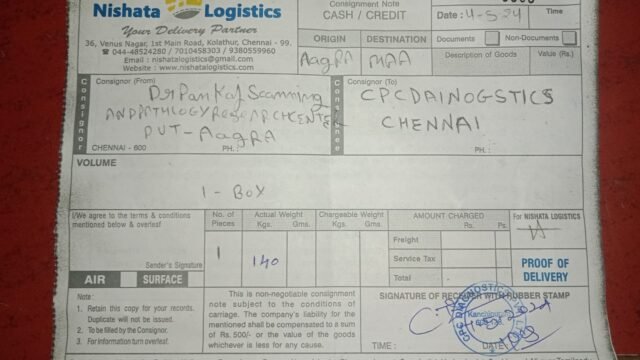 Nishata Logistics
Your Delivery Partner
36, Venus Nagar, 1st Main Road, Kolathur, Chennai - 99.
☎ 044-48524280 / 7010458303 / 9380559960
Email : nishatalogistics@gmail.com
Website : www.nishatalogistics.com
Consignment Note
CASH / CREDIT
ORIGIN DESTINATION
AagRA MAA
Date : 4-5-24 Time
Documents Non-Documents
Description of Goods Value (Rs.)
Consignor
Consignor (From)
Dr Pankaj Scanning
AND PATHLOGY ReseARCH CENTER
PVT - AagRA
CHENNAI - 600 PH. :
Consignor (To)
CPCDAINOGSTICS
CHENNAI
PH. :
VOLUME
1 - BOX
I/We agree to the terms & conditions
mentioned below & overleaf
Sender's Signature
AIR SURFACE
No. of Pieces
1
Actual Weight
Kgs. Gms.
140
Chargeable Weight
Kgs. Gms.
AMOUNT CHARGED
Rs. Ps.
Freight
Service Tax
Total
For NISHATA LOGISTICS
PROOF OF
DELIVERY
Note :
1. Retain this copy for your records.
Duplicate will not be issued.
2. To be filled by the Consignor.
3. For information turn overleaf.
This is non-negotiable consignment
note subject to the conditions of
carriage. The company's liability for
the mentioned shall be compensated to a sum
of Rs. 500/- or the value of the goods
whichever is less for any cause.
SIGNATURE OF RECEIVER WITH RUBBER STAMP
TIME : DATE